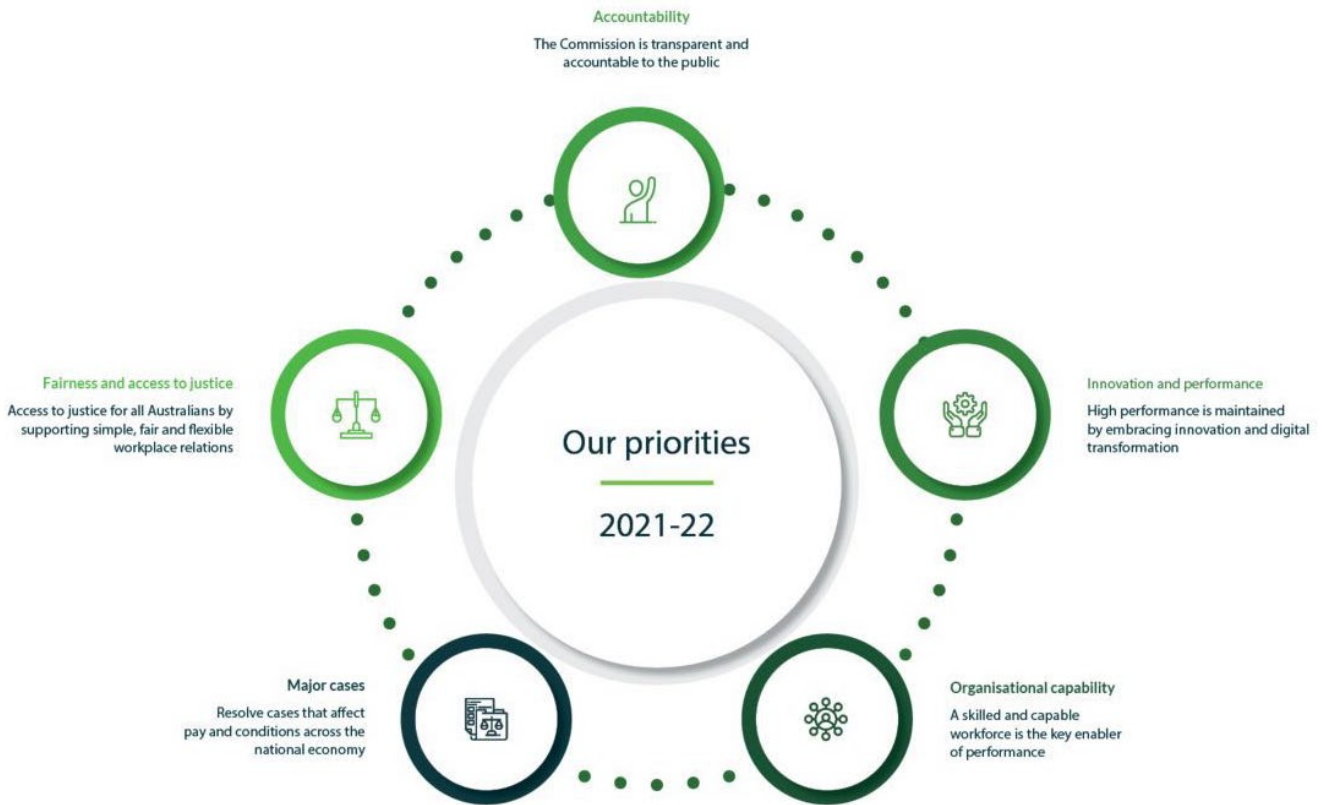 Accountability
The Commission is transparent and
accountable to the public
Fairness and access to justice
Access to justice for all Australians by
supporting simple, fair and flexible
workplace relations
Our priorities
2021-22
Innovation and performance
High performance is maintained
by embracing innovation and digital
transformation
Major cases
Resolve cases that affect
pay and conditions across the
national economy
Organisational capability
A skilled and capable
workforce is the key enabler
of performance